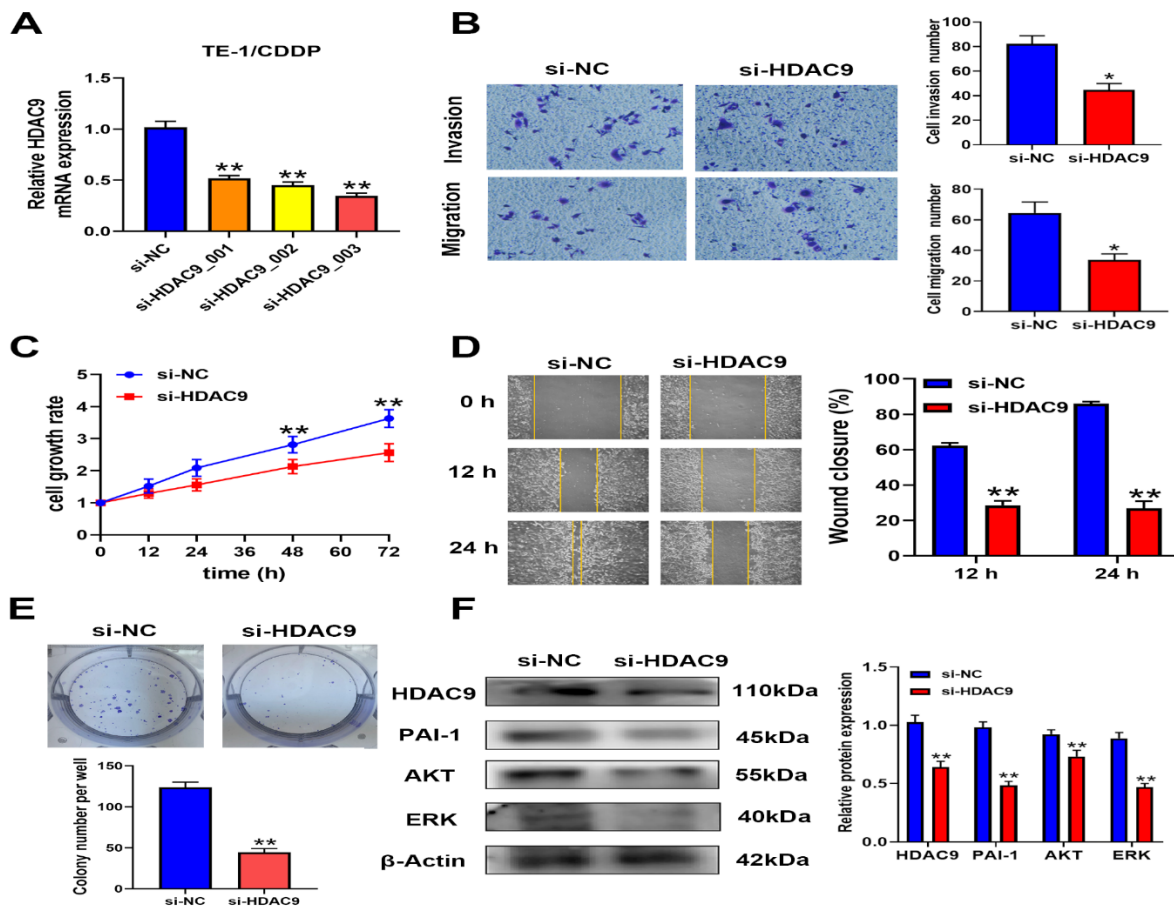 A
TE-1/CDDP
Relative HDAC9
mRNA expression
1.5
1.0
0.5
0.0
** ** **
si-NC
si-HDAC9_001
si-HDAC9_002
si-HDAC9_003
B
si-NC si-HDAC9
Invasion
Migration
Cell invasion number
100
80
60
40
20
0
*
si-NC si-HDAC9
Cell migration number
80
60
40
20
0
*
si-NC si-HDAC9
C
si-NC
si-HDAC9
cell growth rate
5
4
3
2
1
0
** **
0 12 24 36 48 60 72
time (h)
D
si-NC si-HDAC9
0 h
12 h
24 h
Wound closure (%)
100
80
60
40
20
0
si-NC
si-HDAC9
** **
12 h 24 h
E
si-NC si-HDAC9
Colony number per well
150
100
50
0
**
si-NC si-HDAC9
F
si-NC si-HDAC9
HDAC9 110kDa
PAI-1 45kDa
AKT 55kDa
ERK 40kDa
β-Actin 42kDa
Relative protein expression
1.5
1.0
0.5
0.0
si-NC
si-HDAC9
** ** ** **
HDAC9 PAI-1 AKT ERK